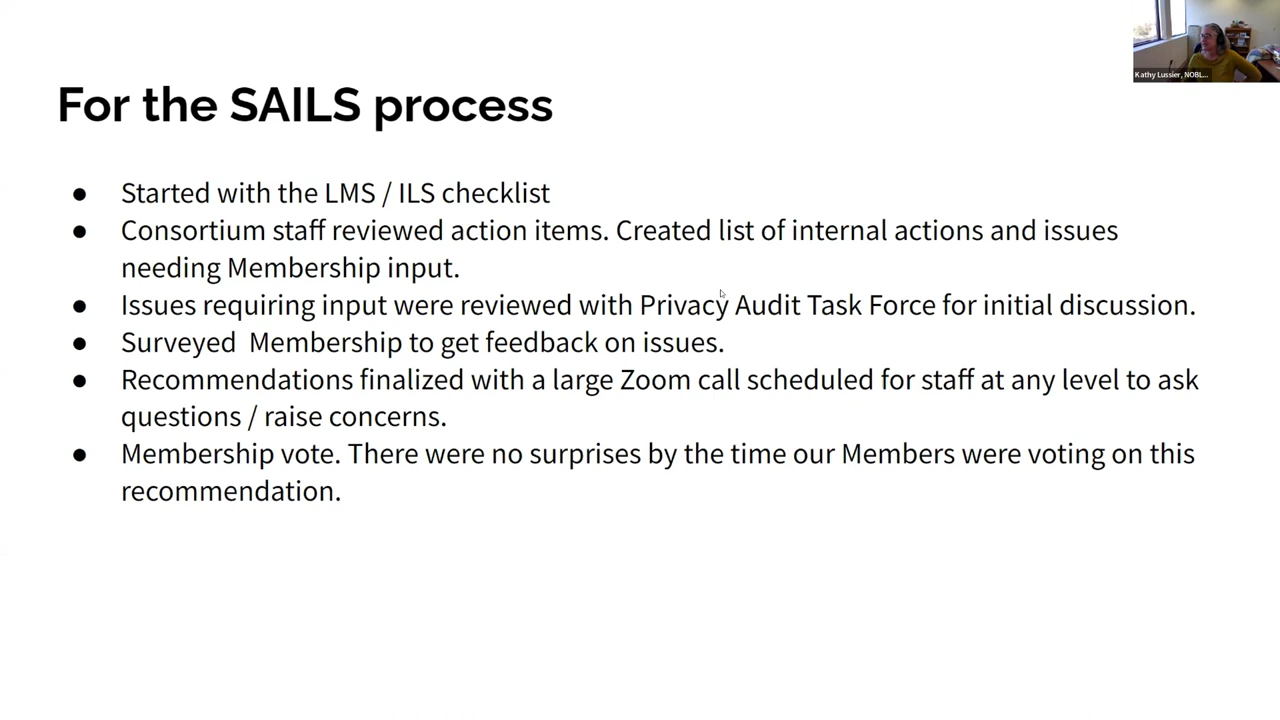 For the SAILS process
● Started with the LMS / ILS checklist
● Consortium staff reviewed action items. Created list of internal actions and issues
needing Membership input.
● Issues requiring input were reviewed with Privacy Audit Task Force for initial discussion.
● Surveyed  Membership to get feedback on issues.
● Recommendations finalized with a large Zoom call scheduled for staff at any level to ask
questions / raise concerns.
● Membership vote. There were no surprises by the time our Members were voting on this
recommendation.
Kathy Lussier, NOBL...